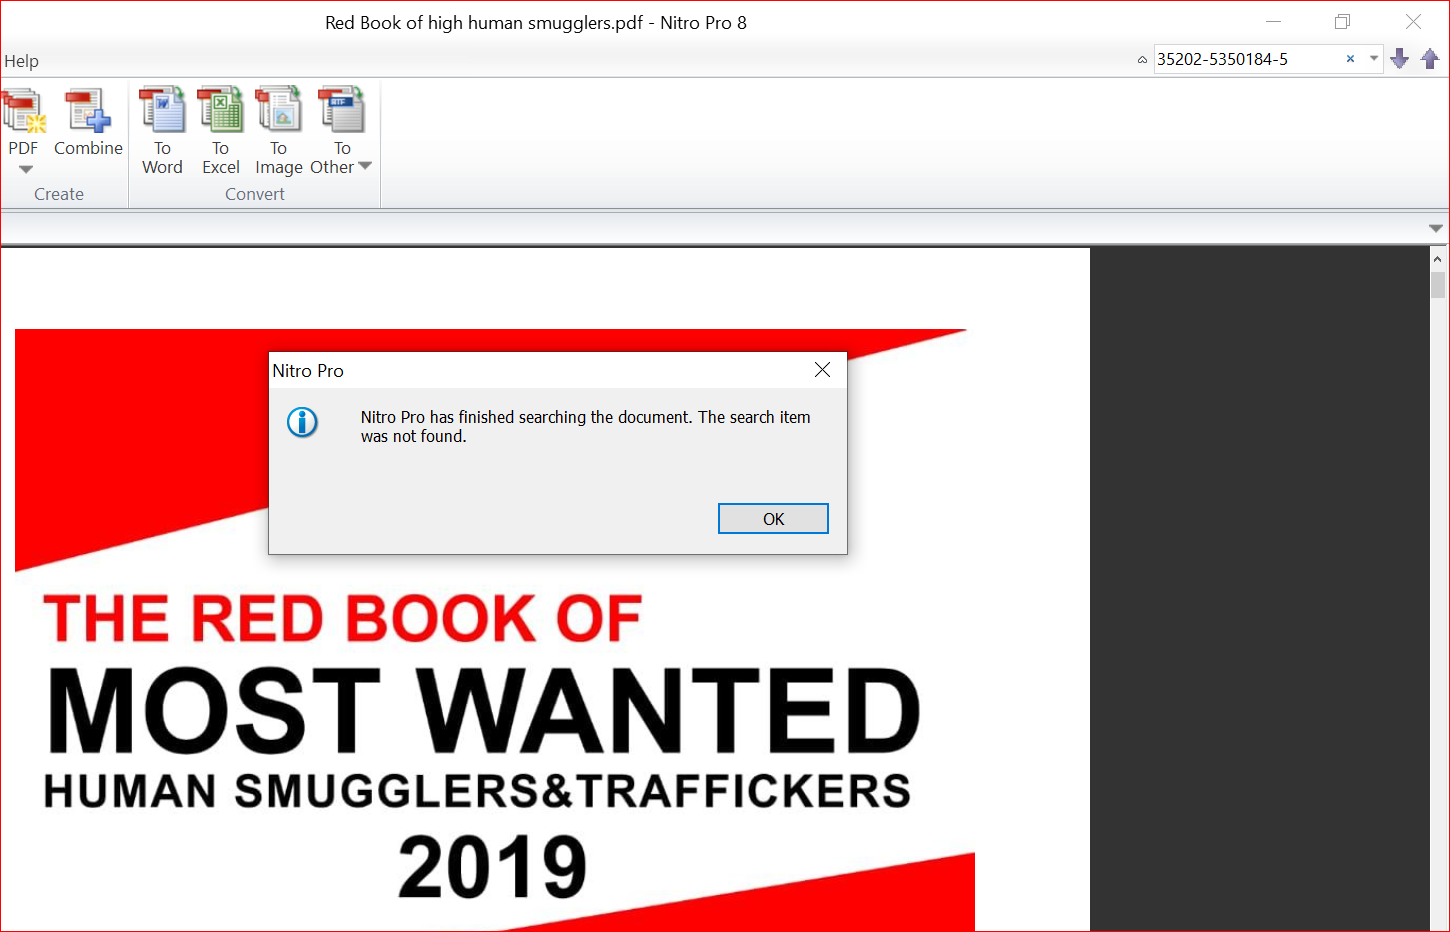 Red Book of high human smugglers.pdf - Nitro Pro 8
Help
35202-5350184-5
PDF
Combine
To Word
To Excel
To Image
To Other
Create
Convert
W
X
RTF
Nitro Pro
Nitro Pro has finished searching the document. The search item
was not found.
OK
THE RED BOOK OF
MOST WANTED
HUMAN SMUGGLERS&TRAFFICKERS
2019